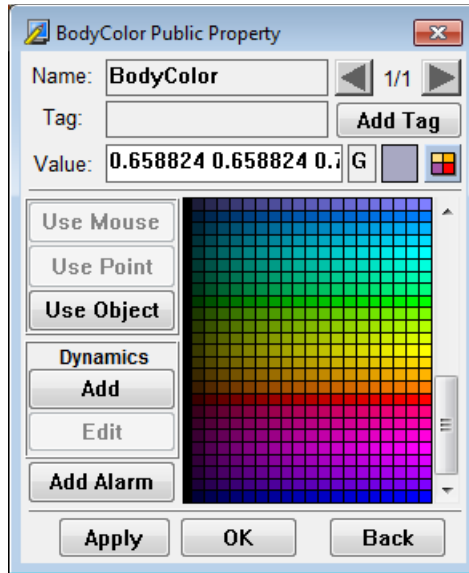 BodyColor Public Property
Name: BodyColor 1/1
Tag: Add Tag
Value: 0.658824 0.658824 0.7 G
Use Mouse
Use Point
Use Object
Dynamics
Add
Edit
Add Alarm
Apply OK Back